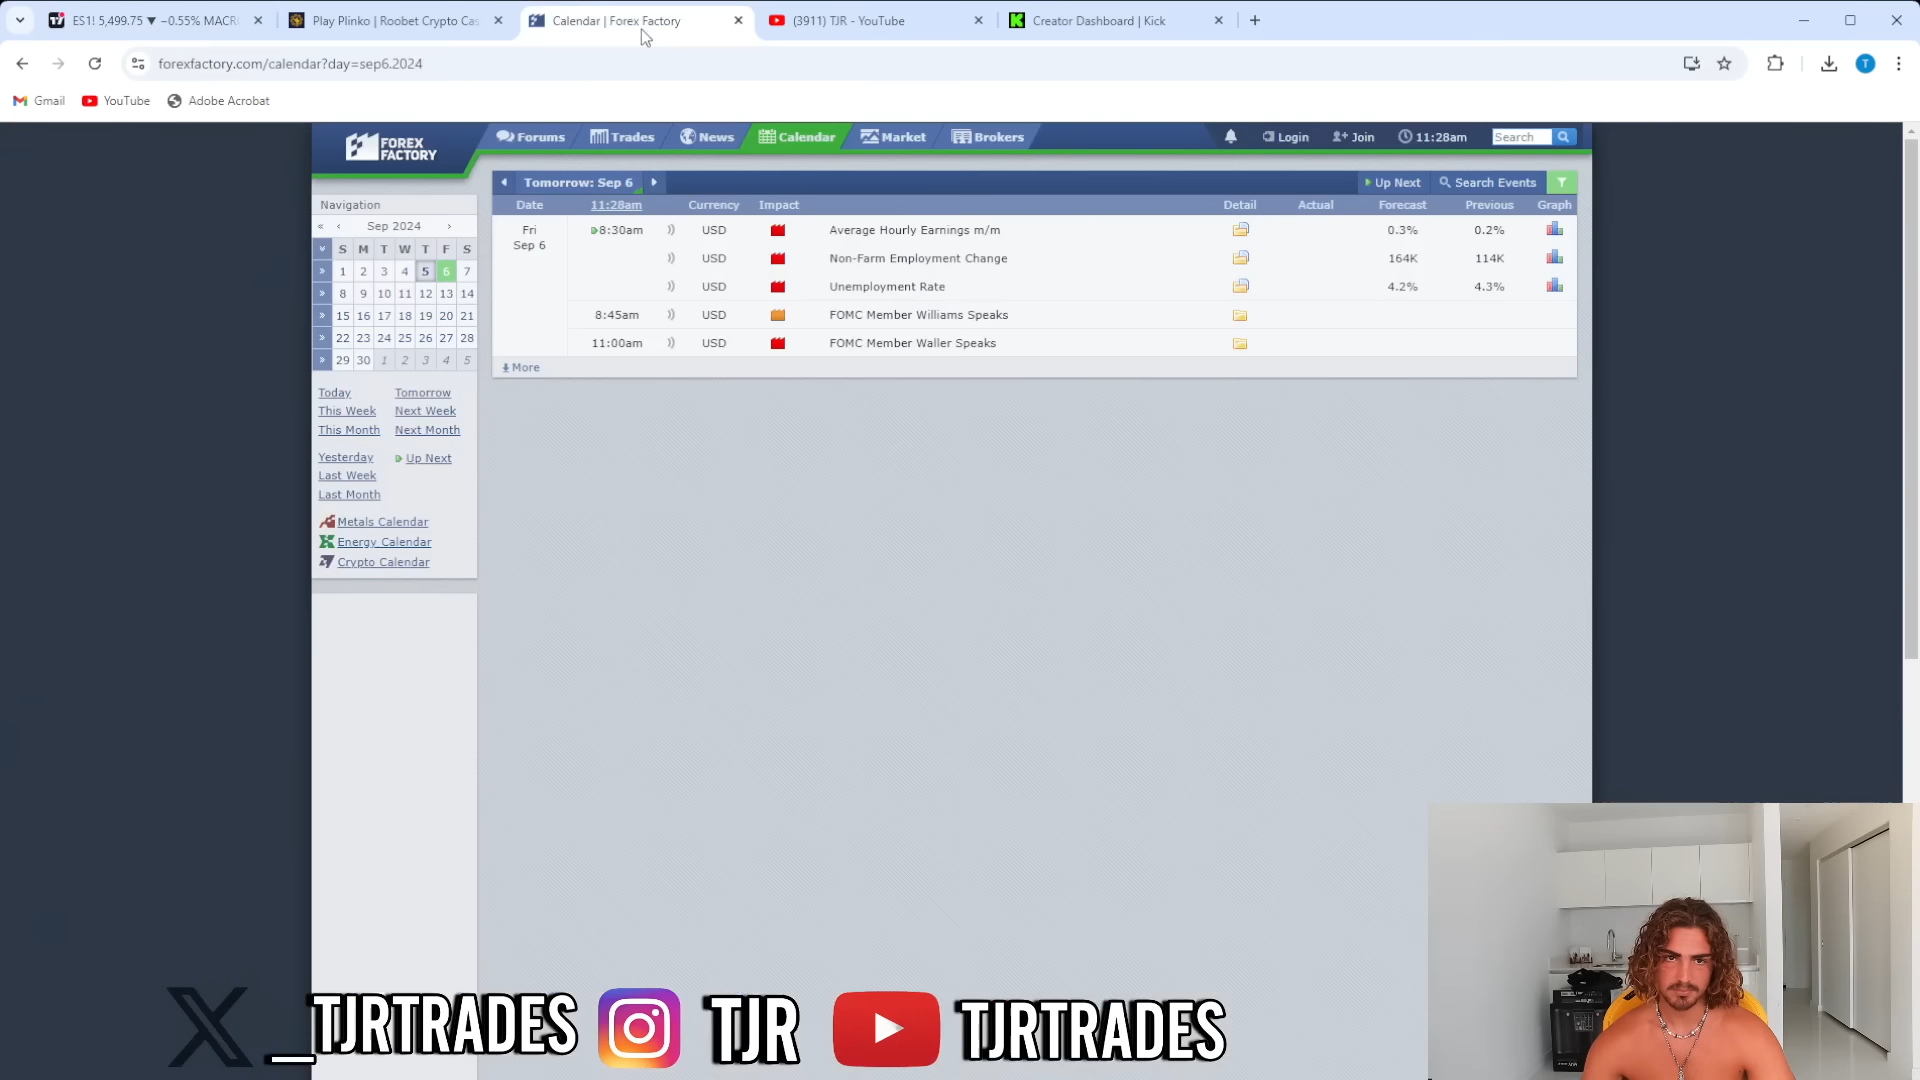 ES1! 5,499.75 ▼ −0.55% MACR
Play Plinko | Roobet Crypto Cas
Calendar | Forex Factory
(3911) TJR - YouTube
Creator Dashboard | Kick
forexfactory.com/calendar?day=sep6.2024
T
Gmail
YouTube
Adobe Acrobat
FOREX
FACTORY
Forums
Trades
News
Calendar
Market
Brokers
Login
Join
11:28am
Search
Navigation
« ‹ Sep 2024 ›
S M T W T F S
1 2 3 4 5 6 7
8 9 10 11 12 13 14
15 16 17 18 19 20 21
22 23 24 25 26 27 28
29 30 1 2 3 4 5
Today Tomorrow
This Week Next Week
This Month Next Month
Yesterday Up Next
Last Week
Last Month
Metals Calendar
Energy Calendar
Crypto Calendar
Tomorrow: Sep 6 Up Next Search Events
Date 11:28am Currency Impact Detail Actual Forecast Previous Graph
Fri
Sep 6
8:30am USD Average Hourly Earnings m/m 0.3% 0.2%
USD Non-Farm Employment Change 164K 114K
USD Unemployment Rate 4.2% 4.3%
8:45am USD FOMC Member Williams Speaks
11:00am USD FOMC Member Waller Speaks
More
_TJRTRADES TJR TJRTRADES